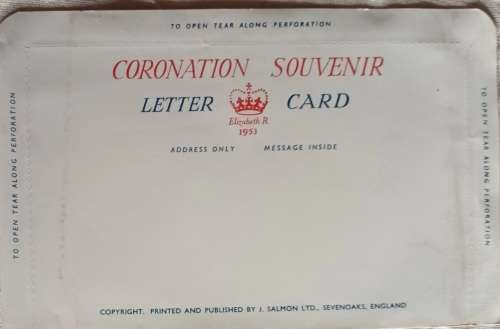 TO OPEN TEAR ALONG PERFORATION
CORONATION SOUVENIR
LETTER CARD
Elizabeth R
1953
ADDRESS ONLY MESSAGE INSIDE
TO OPEN TEAR ALONG PERFORATION
TO OPEN TEAR ALONG PERFORATION
COPYRIGHT. PRINTED AND PUBLISHED BY J. SALMON LTD., SEVENOAKS, ENGLAND